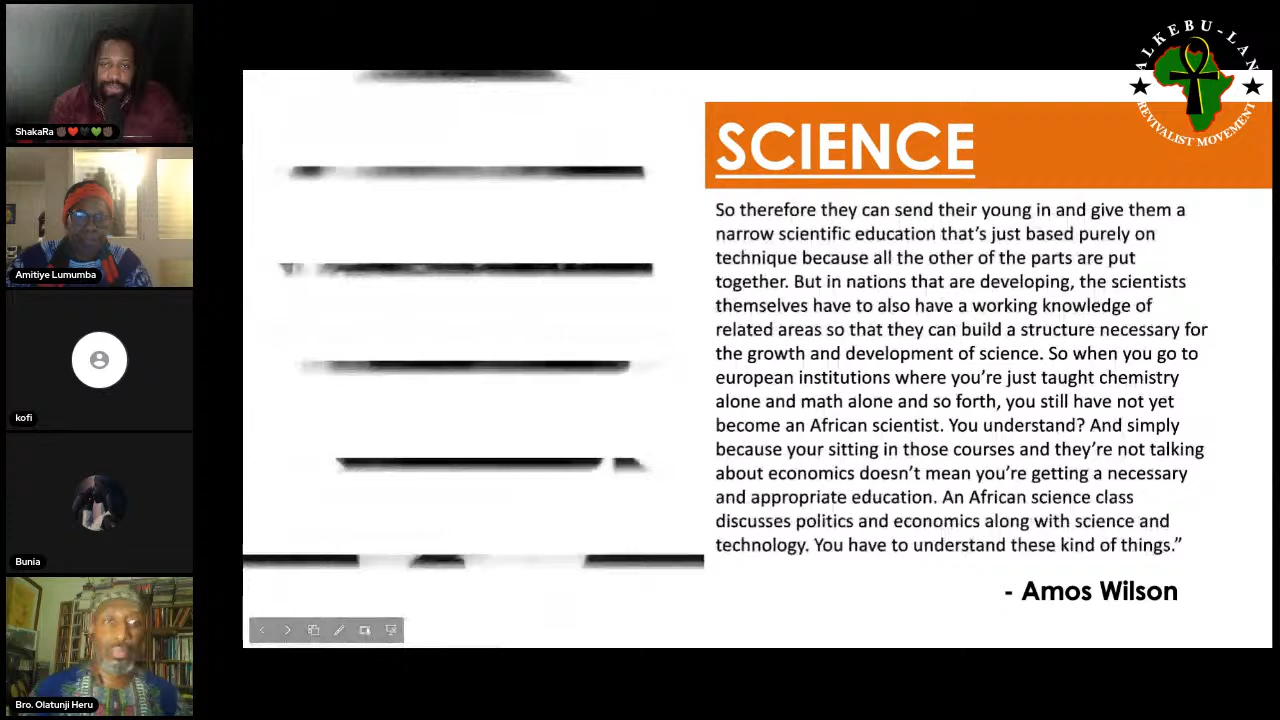 ShakaRa
Amitiye Lumumba
kofi
Bunia
Bro. Olatunji Heru
ALKEBU-LAN
REVIVALIST MOVEMENT
SCIENCE
So therefore they can send their young in and give them a
narrow scientific education that's just based purely on
technique because all the other of the parts are put
together. But in nations that are developing, the scientists
themselves have to also have a working knowledge of
related areas so that they can build a structure necessary for
the growth and development of science. So when you go to
european institutions where you're just taught chemistry
alone and math alone and so forth, you still have not yet
become an African scientist. You understand? And simply
because your sitting in those courses and they're not talking
about economics doesn't mean you're getting a necessary
and appropriate education. An African science class
discusses politics and economics along with science and
technology. You have to understand these kind of things.”
- Amos Wilson